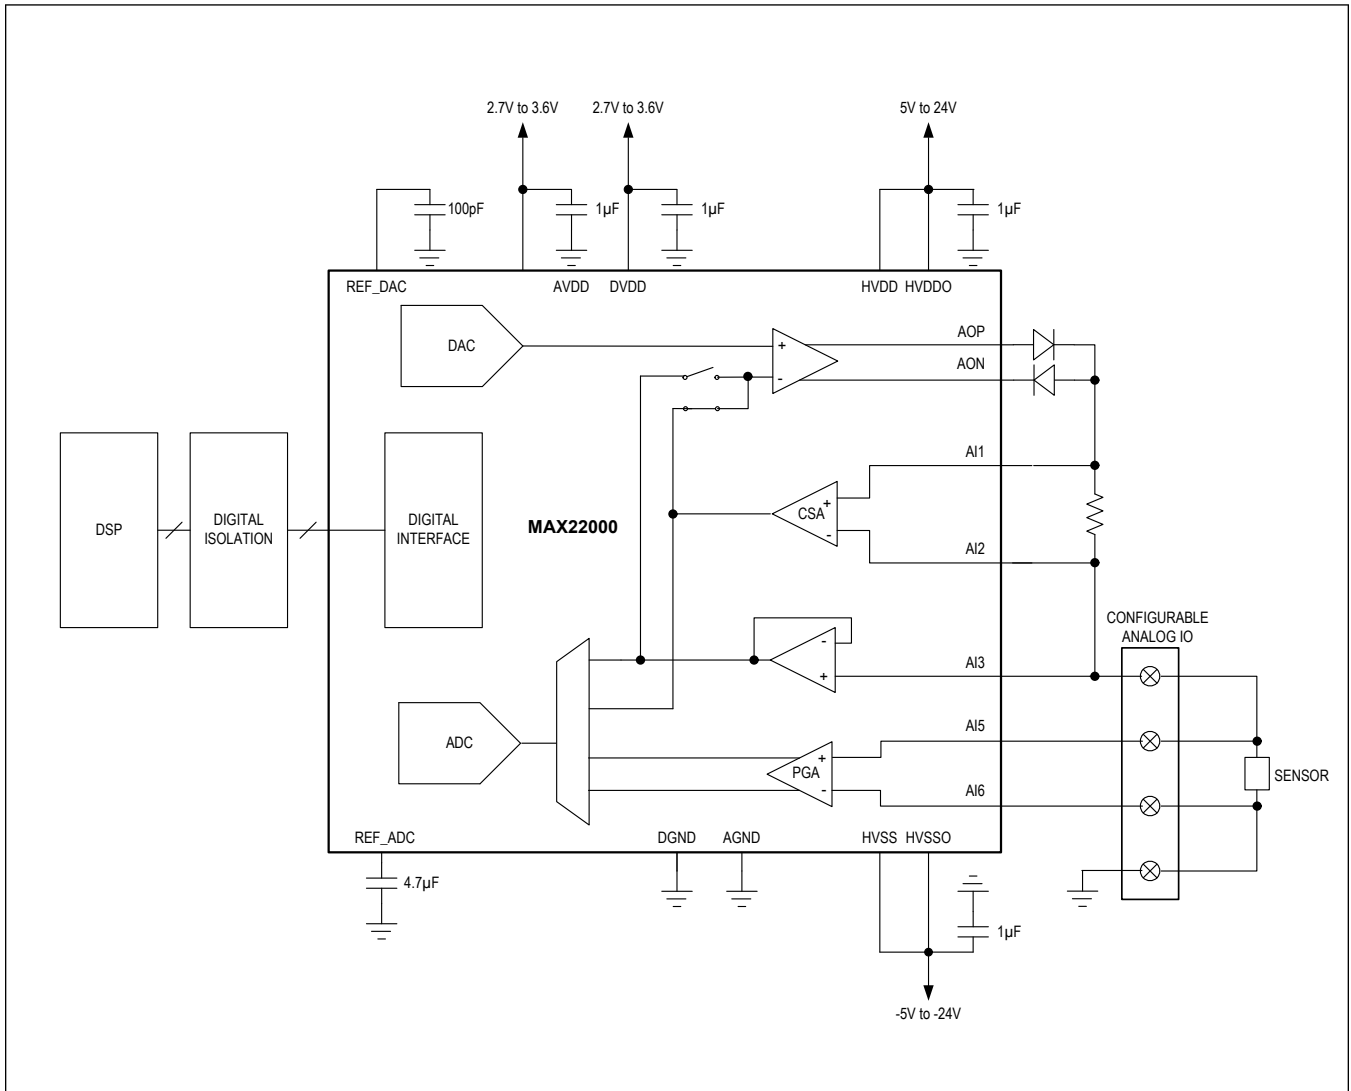 2.7V to 3.6V
2.7V to 3.6V
5V to 24V
100pF
1µF
1µF
1µF
REF_DAC
AVDD
DVDD
HVDD
HVDDO
DAC
+
-
AOP
AON
AI1
DSP
DIGITAL
ISOLATION
DIGITAL
INTERFACE
MAX22000
CSA
+
-
AI2
CONFIGURABLE
ANALOG IO
-
+
AI3
ADC
PGA
+
-
AI5
AI6
SENSOR
REF_ADC
DGND
AGND
HVSS
HVSSO
4.7µF
1µF
-5V to -24V